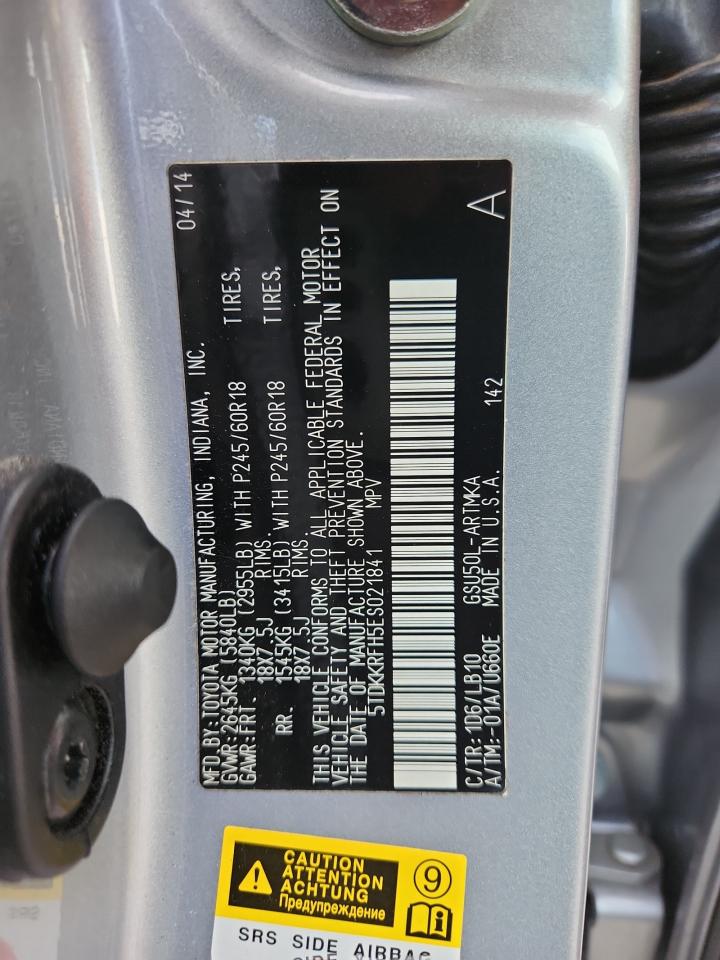 MFD.BY:TOYOTA MOTOR MANUFACTURING, INDIANA, INC. 04/14
GVWR:2645KG (5840LB)
GAWR:FRT. 1340KG (2955LB) WITH P245/60R18 TIRES,
18X7.5J RIMS.
RR. 1545KG (3415LB) WITH P245/60R18 TIRES,
18X7.5J RIMS.
THIS VEHICLE CONFORMS TO ALL APPLICABLE FEDERAL MOTOR
VEHICLE SAFETY AND THEFT PREVENTION STANDARDS IN EFFECT ON
THE DATE OF MANUFACTURE SHOWN ABOVE.
5TDKKRFH5ES021841 MPV
C/TR:1D6/LB10 GSU50L-ARTMKA 142 A
A/TM:-01A/U660E MADE IN U.S.A.
CAUTION
ATTENTION
ACHTUNG
Предупреждение
9
SRS SIDE AIRBAG